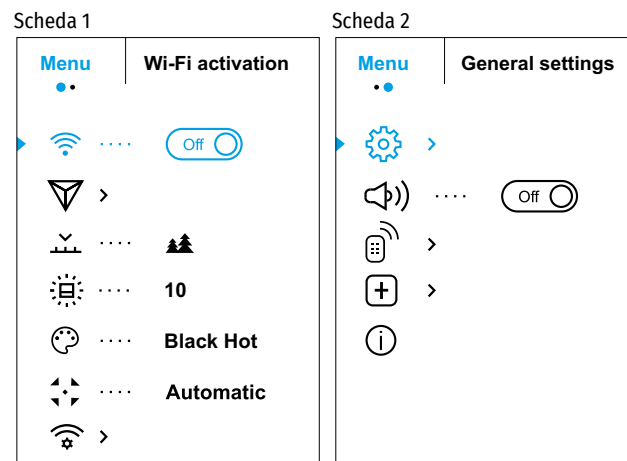 Scheda 1
Menu
Wi-Fi activation
Off
10
Black Hot
Automatic
Scheda 2
Menu
General settings
Off